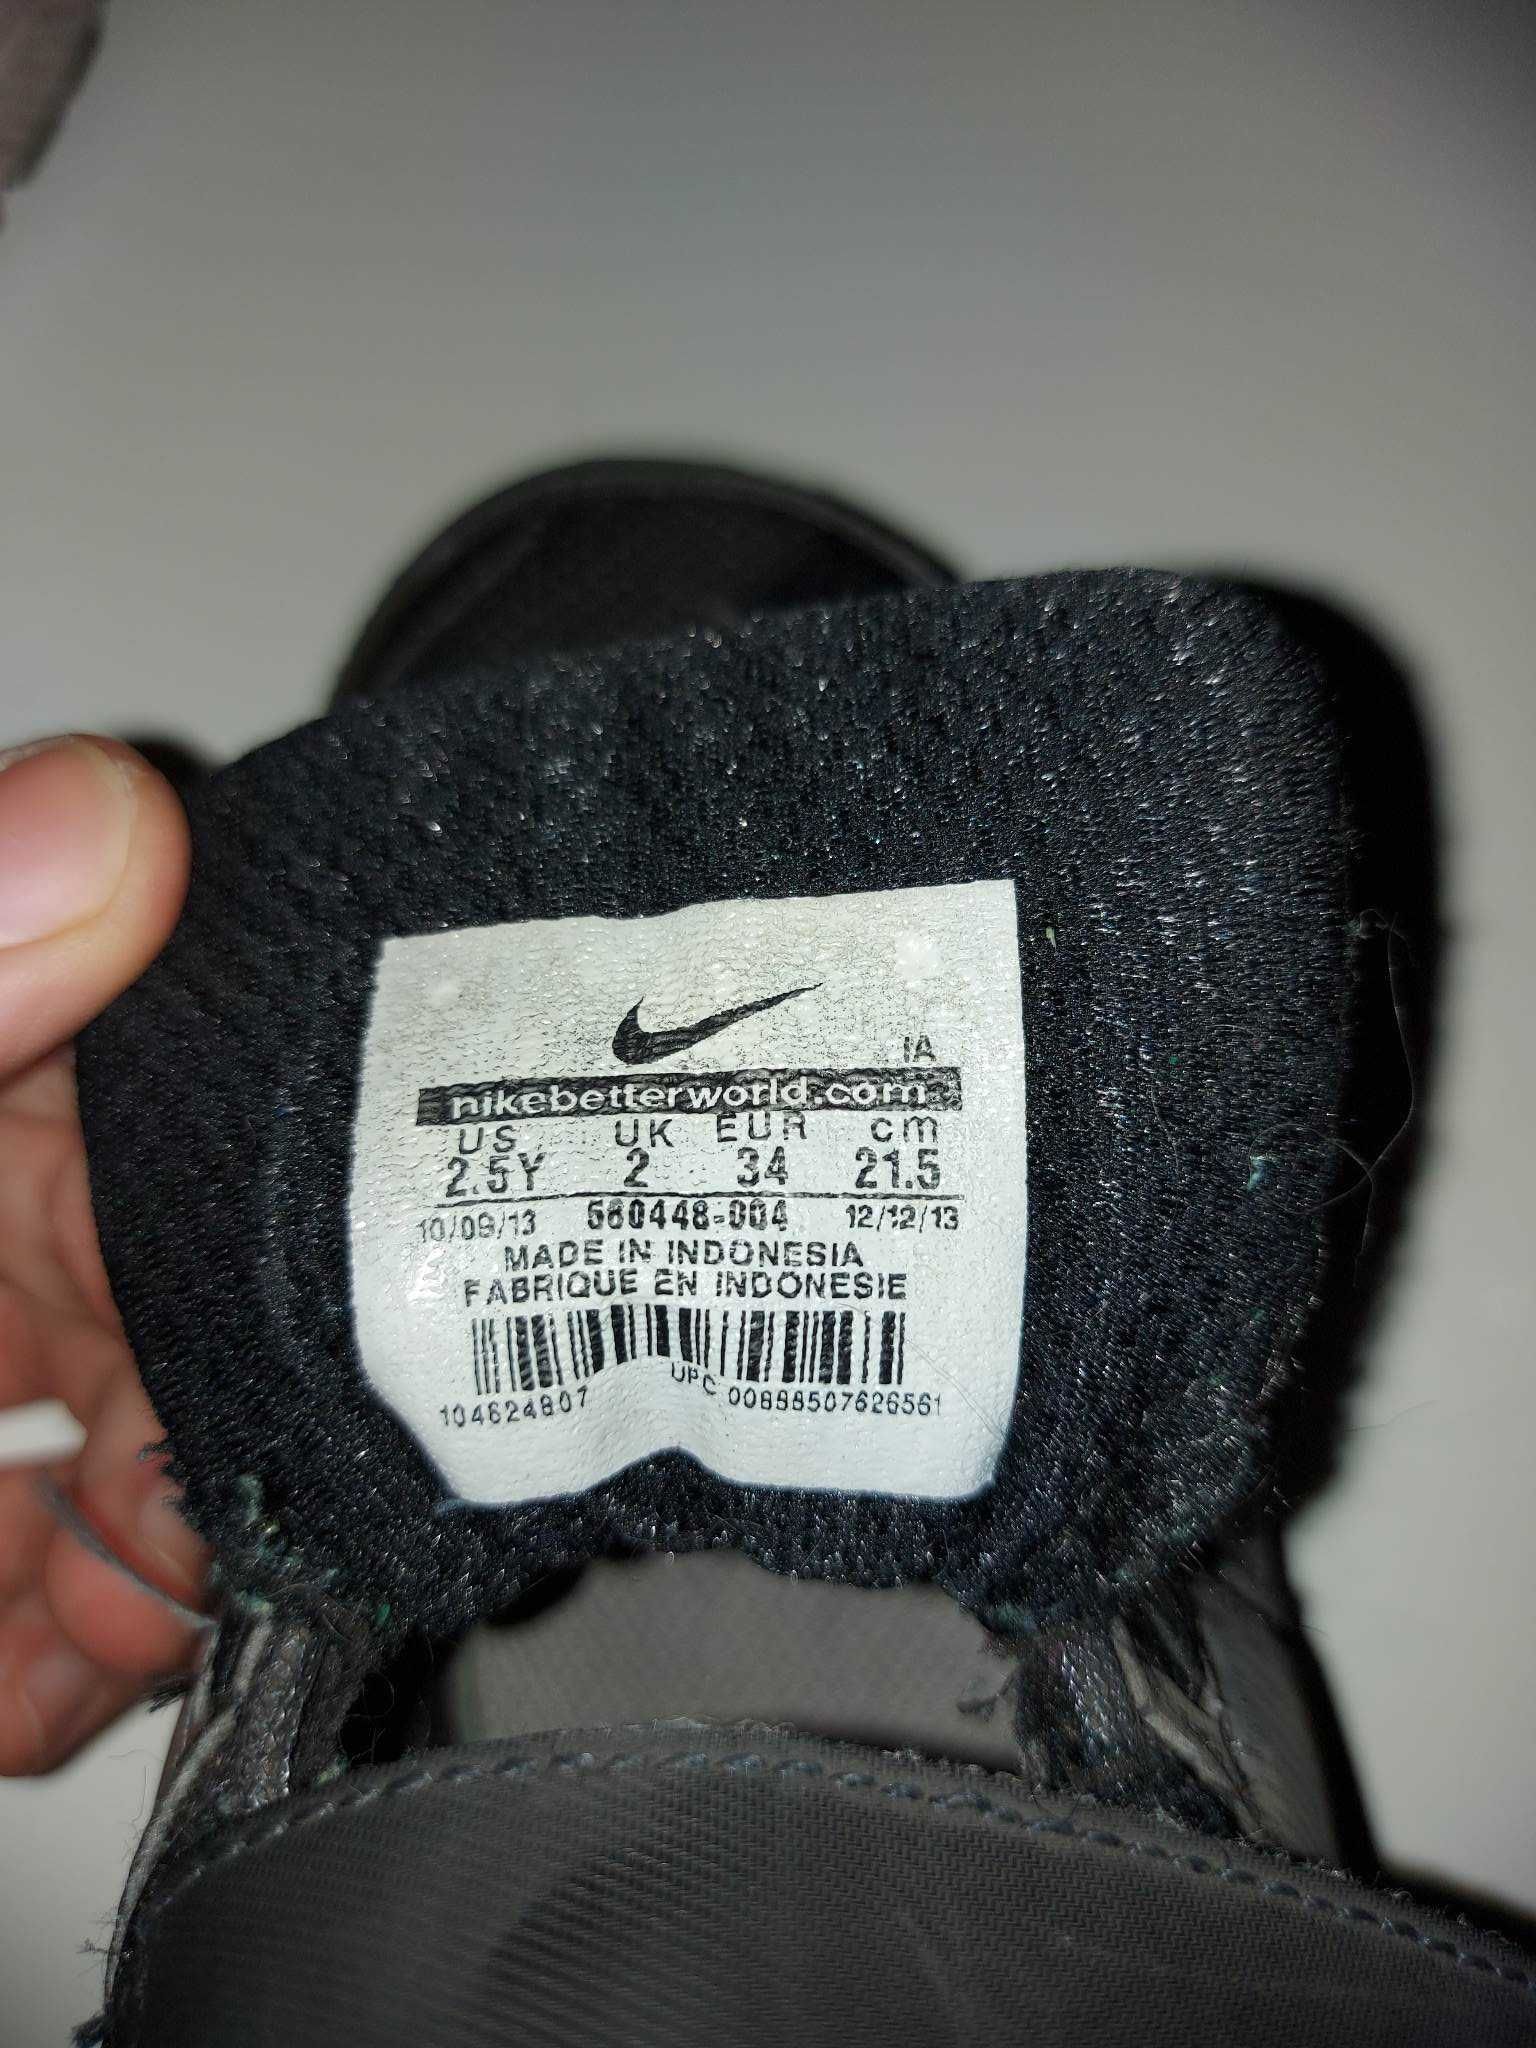 IA
nikebetterworld.com
US UK EUR cm
2.5Y 2 34 21.5
10/09/13 580448-004 12/12/13
MADE IN INDONESIA
FABRIQUE EN INDONESIE
UPC
104624807 00888507626561